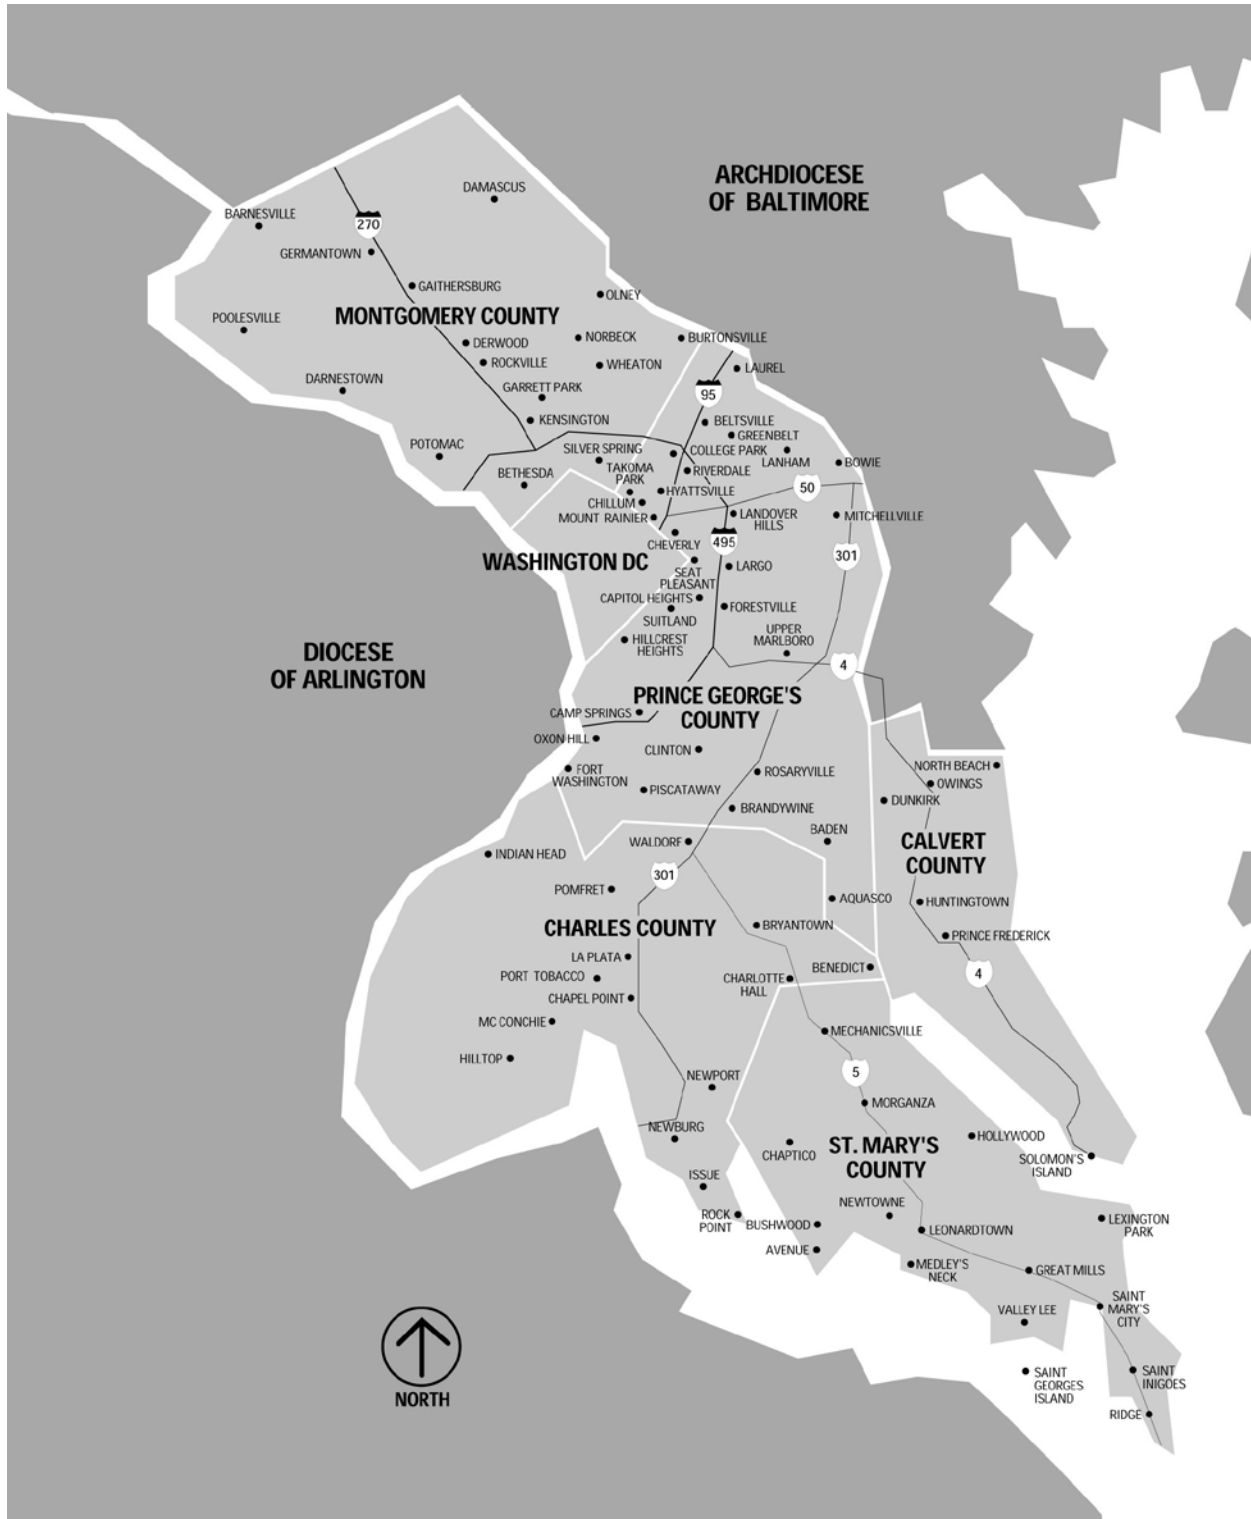 ARCHDIOCESE
OF BALTIMORE
DAMASCUS
BARNESVILLE
270
GERMANTOWN
GAITHERSBURG
OLNEY
MONTGOMERY COUNTY
POOLESVILLE
NORBECK
BURTONSVILLE
DERWOOD
ROCKVILLE
WHEATON
LAUREL
DARNESTOWN
GARRETT PARK
95
KENSINGTON
BELTSVILLE
GREENBELT
POTOMAC
SILVER SPRING
COLLEGE PARK
LANHAM
BOWIE
BETHESDA
TAKOMA
PARK
RIVERDALE
HYATTSVILLE
50
CHILLUM
MOUNT RAINIER
LANDOVER
HILLS
MITCHELLVILLE
CHEVERLY
495
301
WASHINGTON DC
SEAT
PLEASANT
LARGO
CAPITOL HEIGHTS
FORESTVILLE
SUITLAND
HILLCREST
HEIGHTS
UPPER
MARLBORO
DIOCESE
OF ARLINGTON
4
PRINCE GEORGE'S
COUNTY
CAMP SPRINGS
OXON HILL
CLINTON
FORT
WASHINGTON
ROSARYVILLE
NORTH BEACH
OWINGS
PISCATAWAY
DUNKIRK
BRANDYWINE
BADEN
WALDORF
CALVERT
COUNTY
INDIAN HEAD
301
POMFRET
AQUASCO
HUNTINGTOWN
CHARLES COUNTY
BRYANTOWN
PRINCE FREDERICK
LA PLATA
BENEDICT
4
PORT TOBACCO
CHARLOTTE
HALL
CHAPEL POINT
MC CONCHIE
MECHANICSVILLE
HILLTOP
5
NEWPORT
MORGANZA
NEWBURG
HOLLYWOOD
CHAPTICO
ST. MARY'S
COUNTY
SOLOMON'S
ISLAND
ISSUE
NEWTOWNE
ROCK
POINT
BUSHWOOD
LEONARDTOWN
LEXINGTON
PARK
AVENUE
MEDLEY'S
NECK
GREAT MILLS
VALLEY LEE
SAINT
MARY'S
CITY
SAINT
GEORGES
ISLAND
SAINT
INIGOES
RIDGE
NORTH